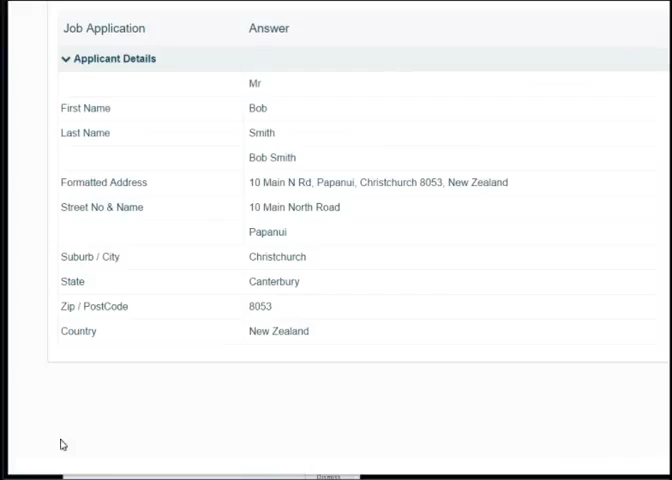 Job Application Answer
Applicant Details
Mr
First Name Bob
Last Name Smith
Bob Smith
Formatted Address 10 Main N Rd, Papanui, Christchurch 8053, New Zealand
Street No & Name 10 Main North Road
Papanui
Suburb / City Christchurch
State Canterbury
Zip / PostCode 8053
Country New Zealand